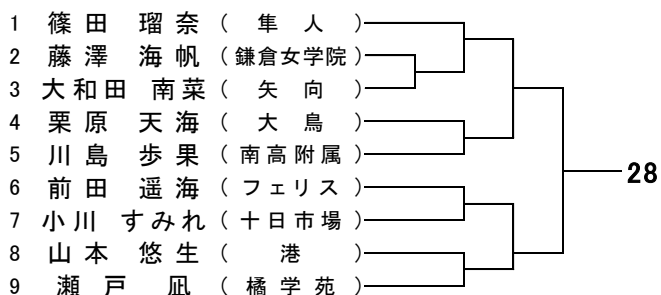 1 篠田 瑠奈 ( 隼人 )
2 藤澤 海帆 ( 鎌倉女学院 )
3 大和田 南菜 ( 矢向 )
4 栗原 天海 ( 大鳥 )
5 川島 歩果 ( 南高附属 )
6 前田 遥海 ( フェリス )
7 小川 すみれ ( 十日市場 )
8 山本 悠生 ( 港 )
9 瀬戸 凪 ( 橘学苑 )
28